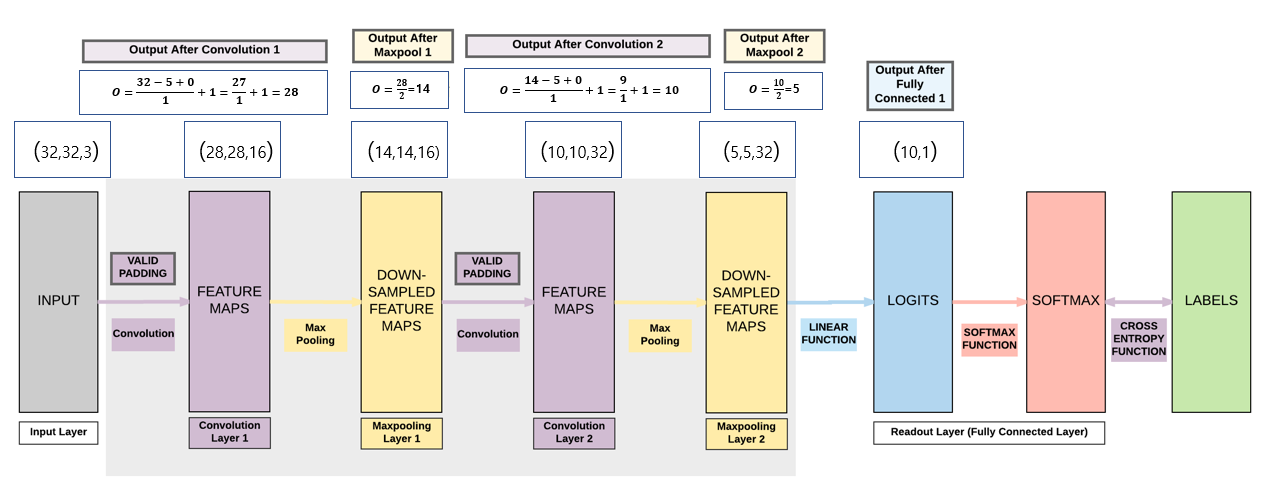 Output After Convolution 1
Output After
Maxpool 1
Output After Convolution 2
Output After
Maxpool 2
O = (32 − 5 + 0)/1 + 1 = 27/1 + 1 = 28
O = 28/2 =14
O = (14 − 5 + 0)/1 + 1 = 9/1 + 1 = 10
O = 10/2 =5
Output After
Fully
Connected 1
(32,32,3)
(28,28,16)
(14,14,16)
(10,10,32)
(5,5,32)
(10,1)
INPUT
VALID
PADDING
Convolution
FEATURE
MAPS
Max
Pooling
DOWN-
SAMPLED
FEATURE
MAPS
VALID
PADDING
Convolution
FEATURE
MAPS
Max
Pooling
DOWN-
SAMPLED
FEATURE
MAPS
LINEAR
FUNCTION
LOGITS
SOFTMAX
FUNCTION
SOFTMAX
CROSS
ENTROPY
FUNCTION
LABELS
Input Layer
Convolution
Layer 1
Maxpooling
Layer 1
Convolution
Layer 2
Maxpooling
Layer 2
Readout Layer (Fully Connected Layer)